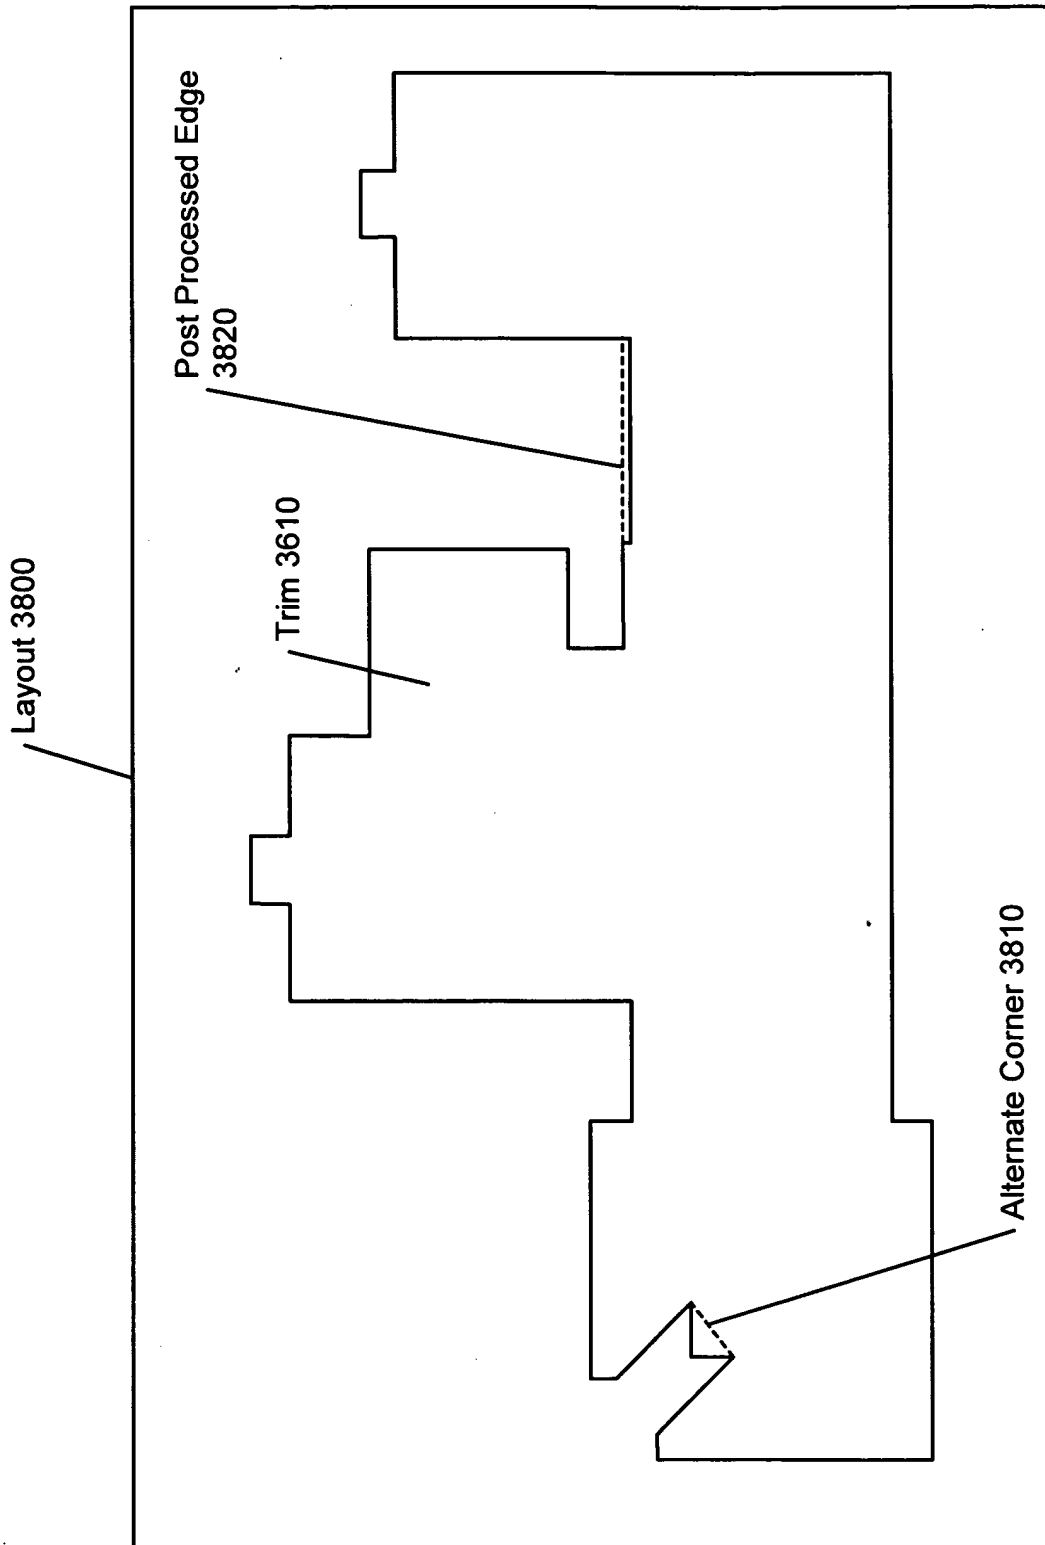 Layout 3800
Trim 3610
Post Processed Edge
3820
Alternate Corner 3810